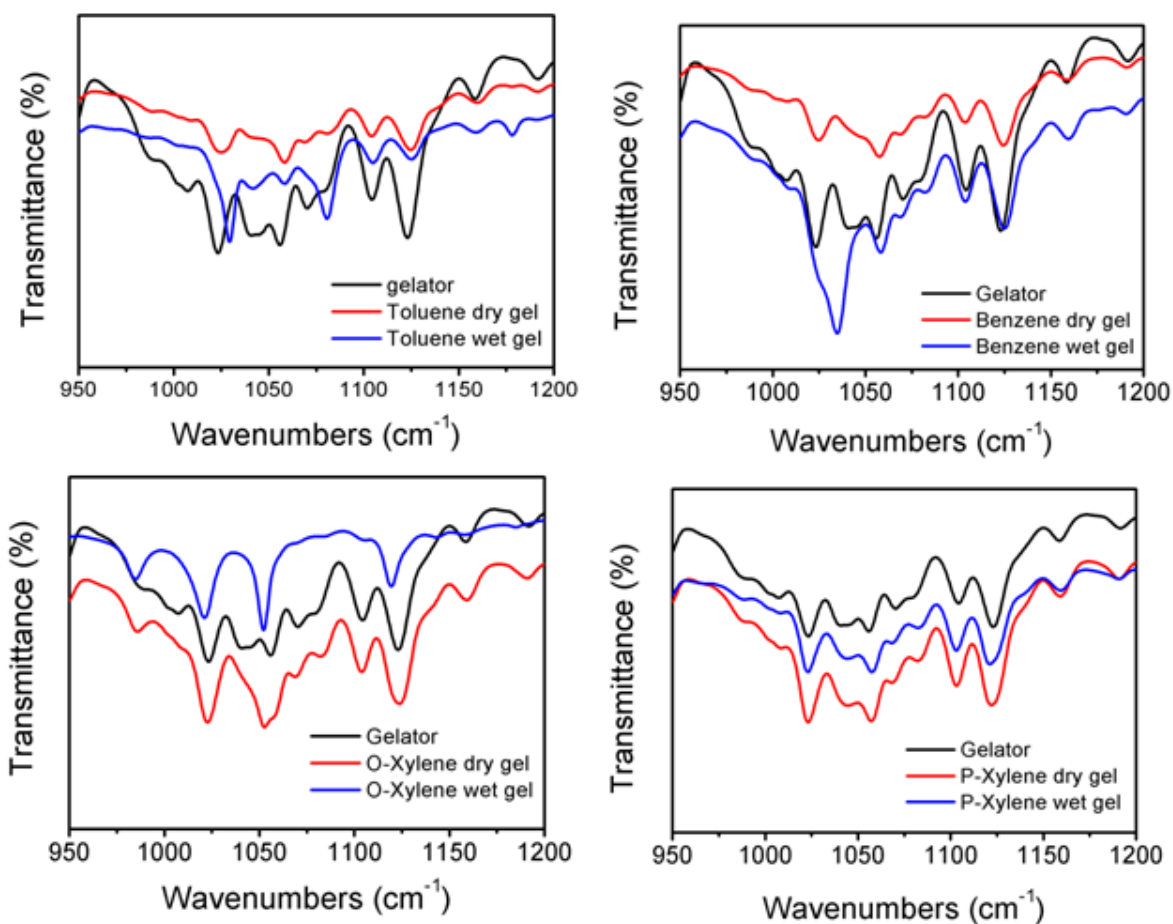 Transmittance (%)
gelator
Toluene dry gel
Toluene wet gel
950 1000 1050 1100 1150 1200
Wavenumbers (cm-1)
Transmittance (%)
Gelator
Benzene dry gel
Benzene wet gel
950 1000 1050 1100 1150 1200
Wavenumbers (cm-1)
Transmittance (%)
Gelator
O-Xylene dry gel
O-Xylene wet gel
950 1000 1050 1100 1150 1200
Wavenumbers (cm-1)
Transmittance (%)
Gelator
P-Xylene dry gel
P-Xylene wet gel
950 1000 1050 1100 1150 1200
Wavenumbers (cm-1)